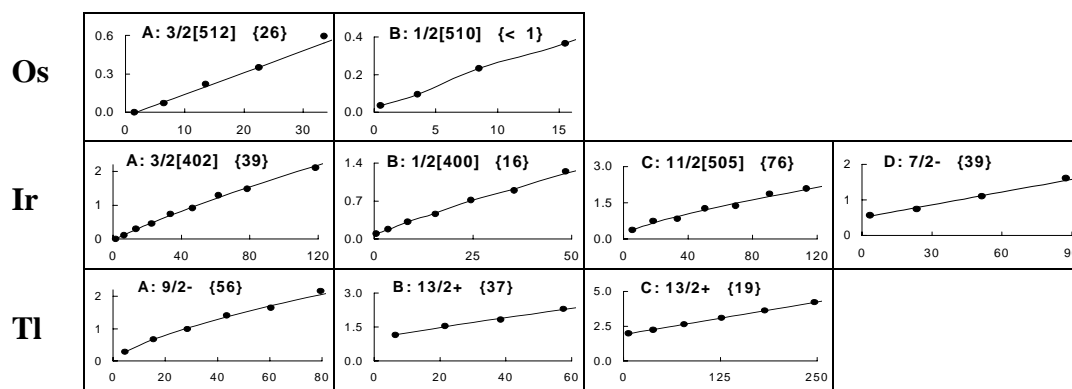 Os
A: 3/2[512] {26}
0.6
0.3
0.0
0 10 20 30
B: 1/2[510] {< 1}
0.4
0.2
0.0
0 5 10 15
Ir
A: 3/2[402] {39}
2
1
0
0 40 80 120
B: 1/2[400] {16}
1.4
0.7
0.0
0 25 50
C: 11/2[505] {76}
3.0
1.5
0.0
0 40 80 120
D: 7/2- {39}
2
1
0
0 30 60 90
Tl
A: 9/2- {56}
2
1
0
0 20 40 60 80
B: 13/2+ {37}
3.0
1.5
0.0
0 20 40 60
C: 13/2+ {19}
5.0
2.5
0.0
0 125 250